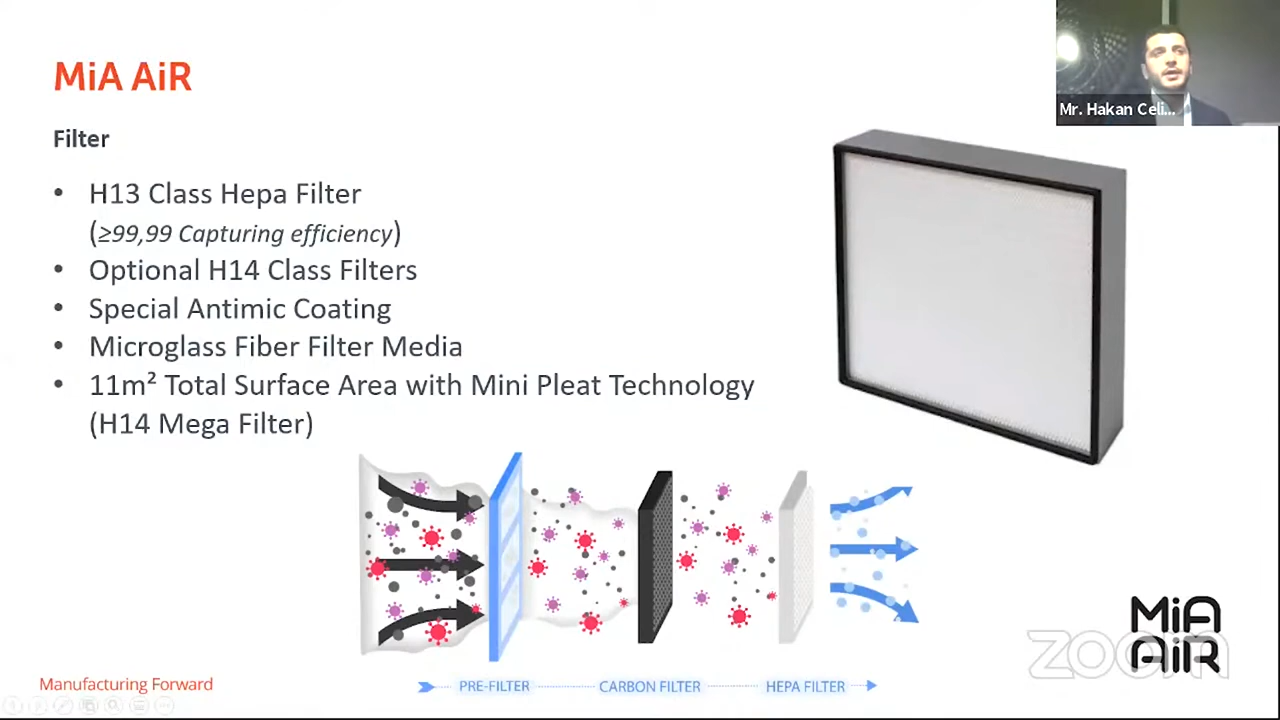 MiA AiR
Mr. Hakan Celi...
Filter
• H13 Class Hepa Filter
(≥99,99 Capturing efficiency)
• Optional H14 Class Filters
• Special Antimic Coating
• Microglass Fiber Filter Media
• 11m² Total Surface Area with Mini Pleat Technology
(H14 Mega Filter)
PRE-FILTER
CARBON FILTER
HEPA FILTER
MiA
AiR
zoom
Manufacturing Forward